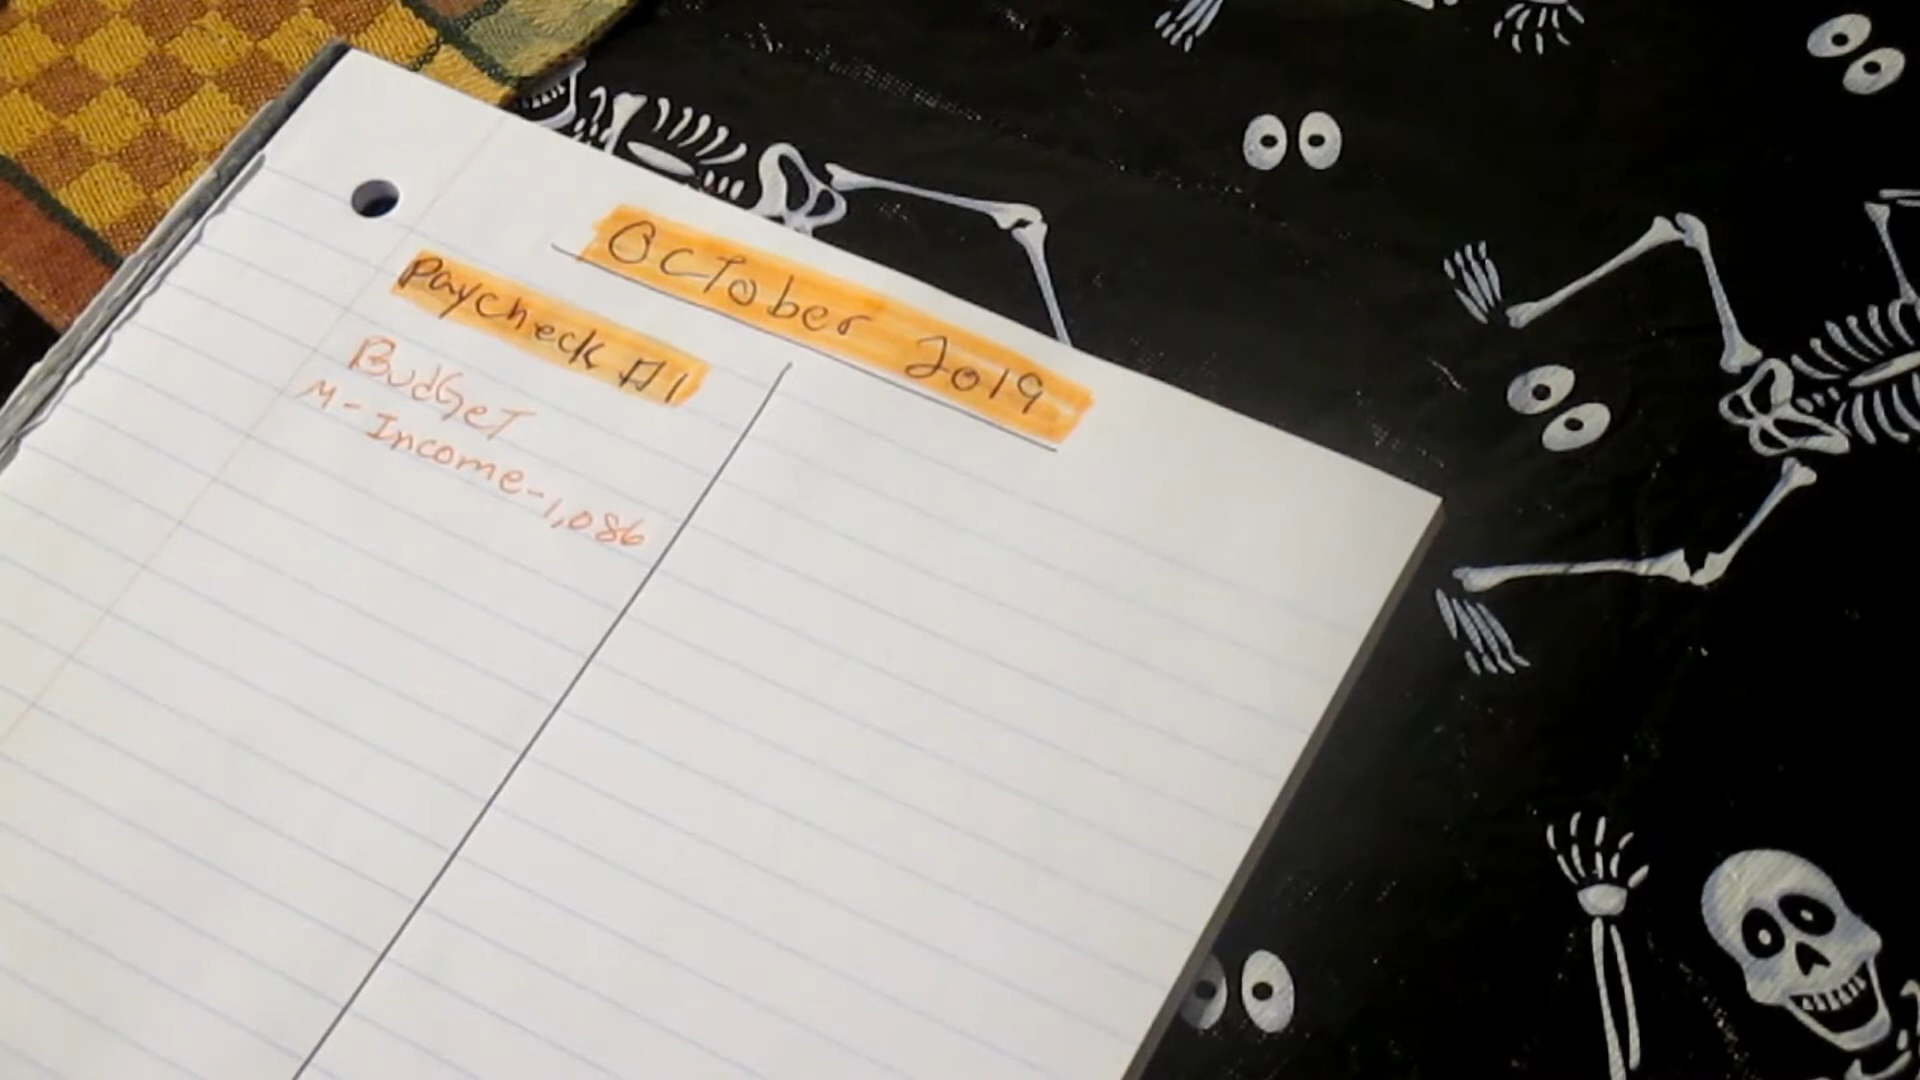 October 2019
Paycheck #1
Budget
M - Income - 1,086